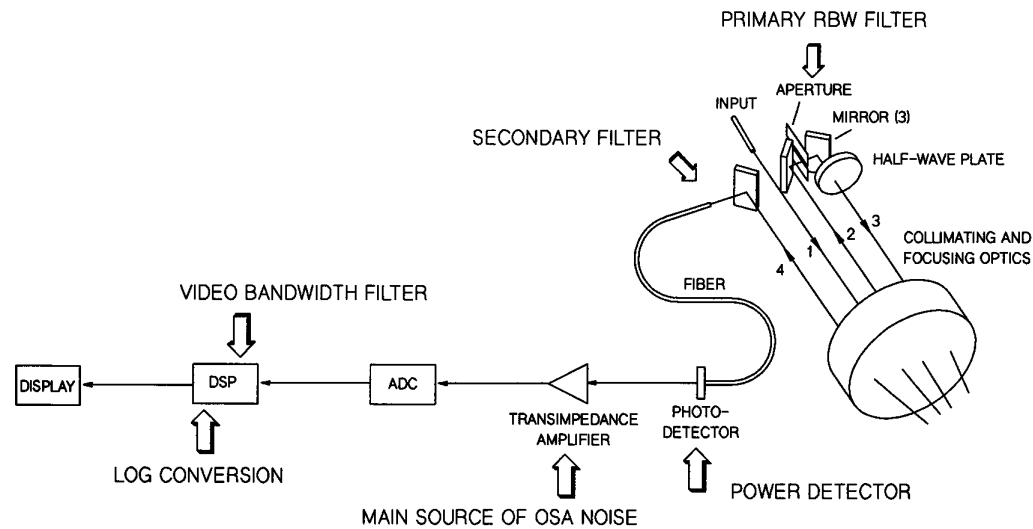 PRIMARY RBW FILTER
APERTURE
INPUT
MIRROR (3)
SECONDARY FILTER
HALF-WAVE PLATE
3
2
1
4
COLLIMATING AND
FOCUSING OPTICS
FIBER
VIDEO BANDWIDTH FILTER
DISPLAY
DSP
ADC
TRANSIMPEDANCE
AMPLIFIER
PHOTO-
DETECTOR
LOG CONVERSION
POWER DETECTOR
MAIN SOURCE OF OSA NOISE